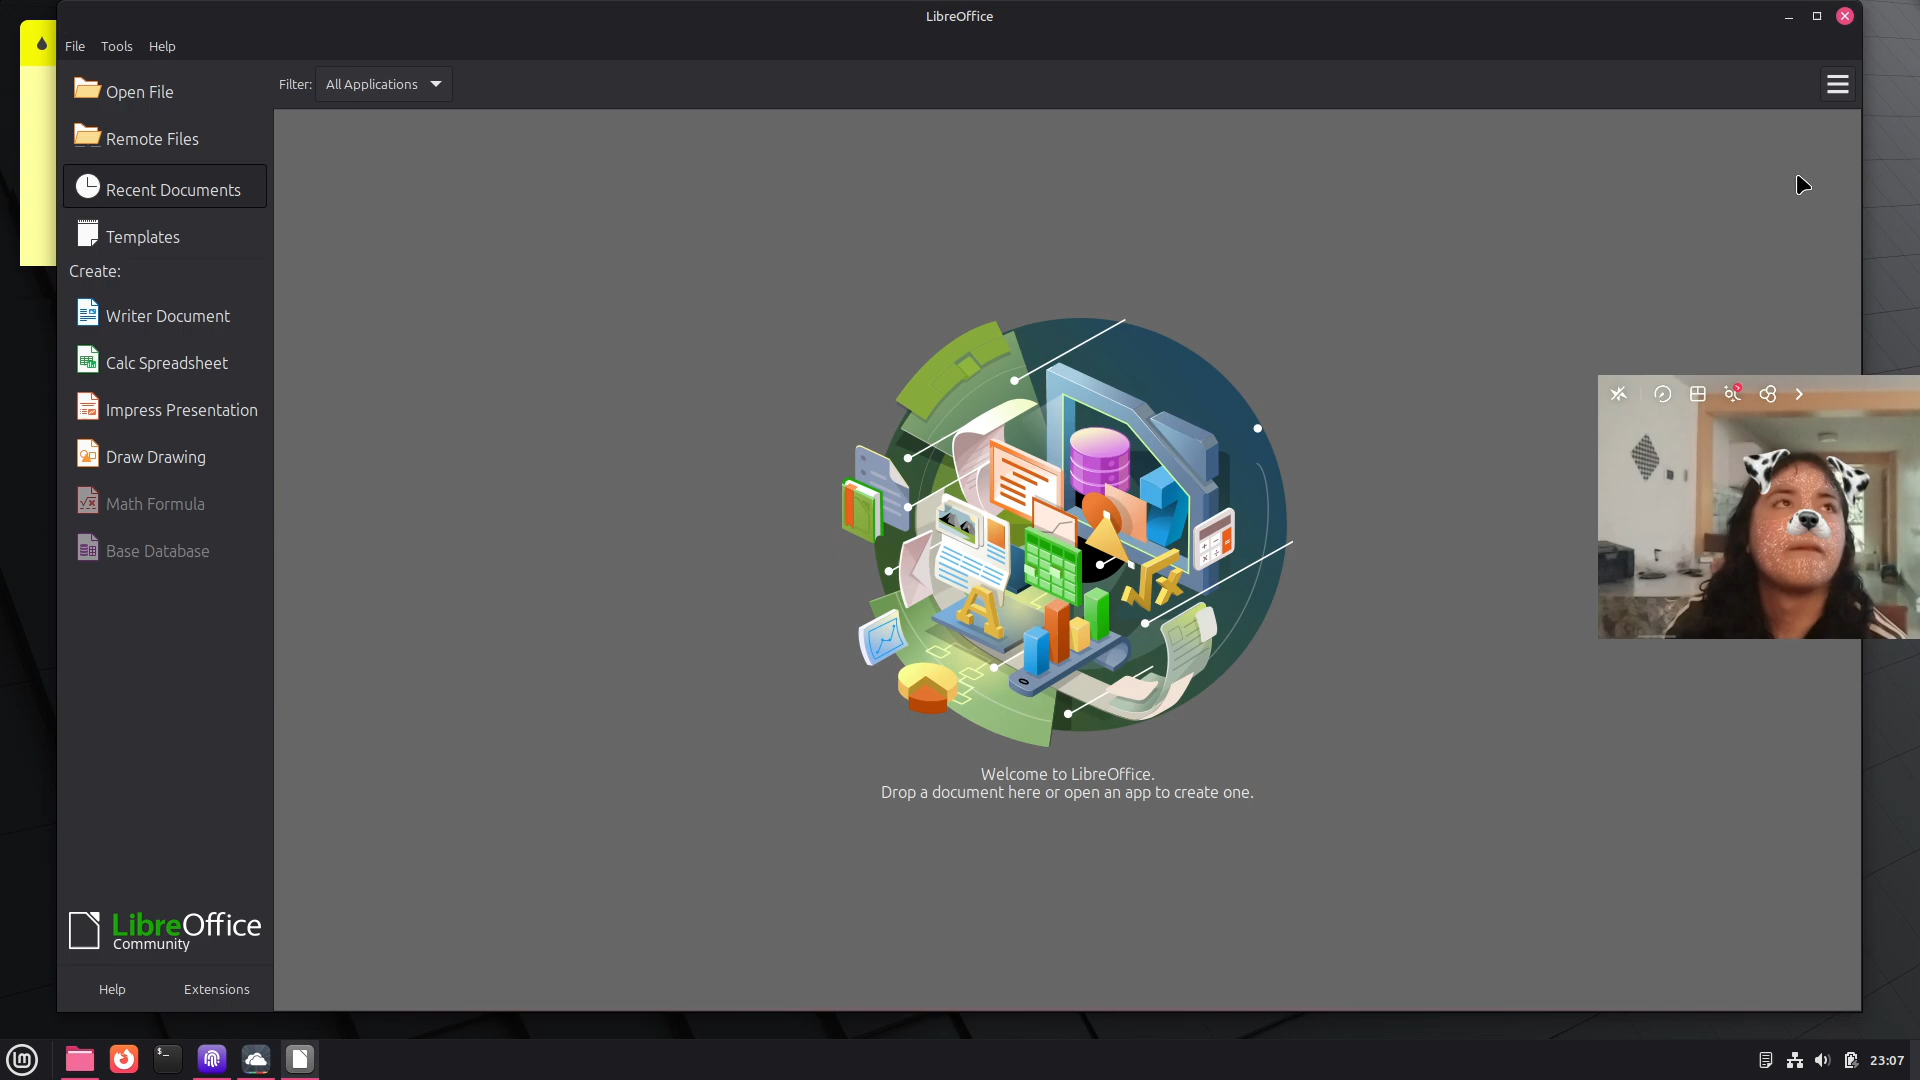 LibreOffice
File Tools Help
Open File
Filter: All Applications
Remote Files
Recent Documents
Templates
Create:
Writer Document
Calc Spreadsheet
Impress Presentation
Draw Drawing
Math Formula
Base Database
Welcome to LibreOffice.
Drop a document here or open an app to create one.
LibreOffice
Community
Help Extensions
23:07